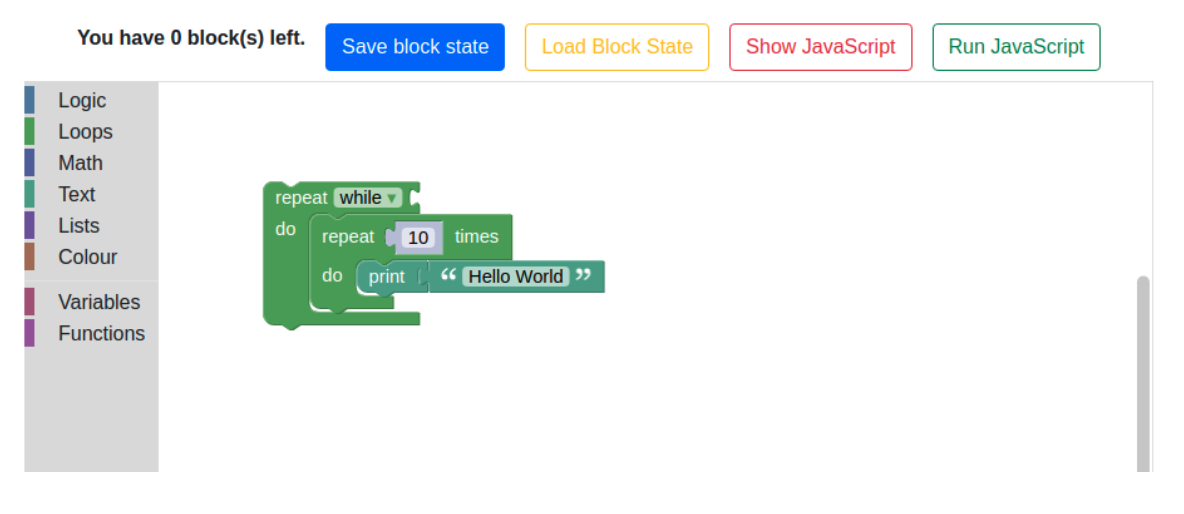 You have 0 block(s) left.
Save block state
Load Block State
Show JavaScript
Run JavaScript
Logic
Loops
Math
Text
Lists
Colour
Variables
Functions
repeat while ▾
do repeat 10 times
do print “ Hello World ”